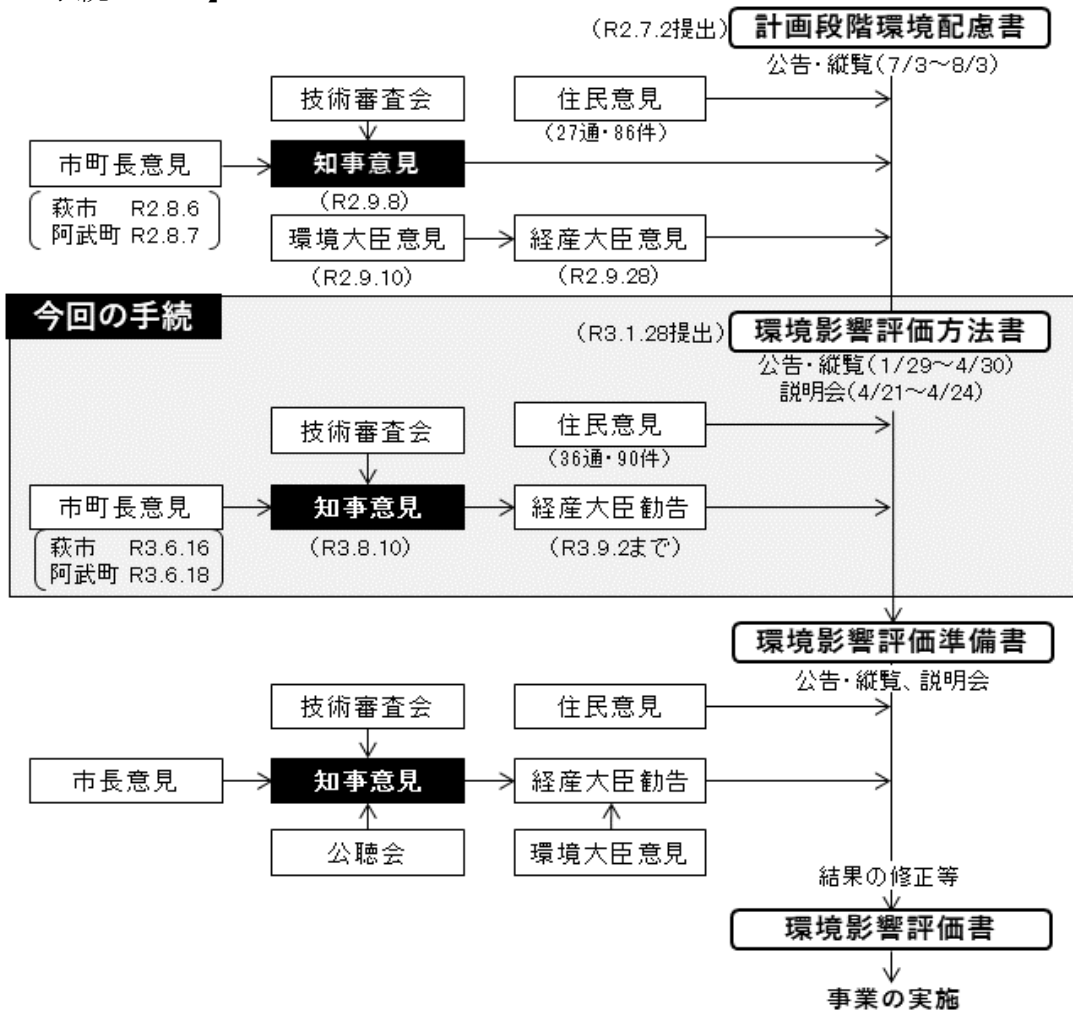 (R2.7.2提出)
計画段階環境配慮書
公告・縦覧(7/3～8/3)
技術審査会
住民意見
(27通・86件)
市町長意見
知事意見
(R2.9.8)
萩市 R2.8.6
阿武町 R2.8.7
環境大臣意見
経産大臣意見
(R2.9.10)
(R2.9.28)
今回の手続
(R3.1.28提出)
環境影響評価方法書
公告・縦覧(1/29～4/30)
説明会(4/21～4/24)
技術審査会
住民意見
(36通・90件)
市町長意見
知事意見
経産大臣勧告
萩市 R3.6.16
阿武町 R3.6.18
(R3.8.10)
(R3.9.2まで)
環境影響評価準備書
公告・縦覧、説明会
技術審査会
住民意見
市長意見
知事意見
経産大臣勧告
公聴会
環境大臣意見
結果の修正等
環境影響評価書
事業の実施